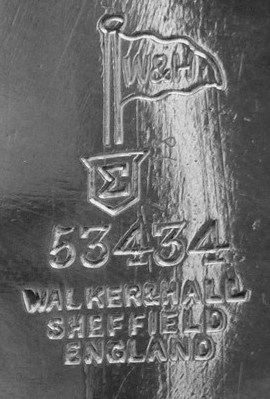 W&H
Σ
53434
WALKER&HALL
SHEFFIELD
ENGLAND